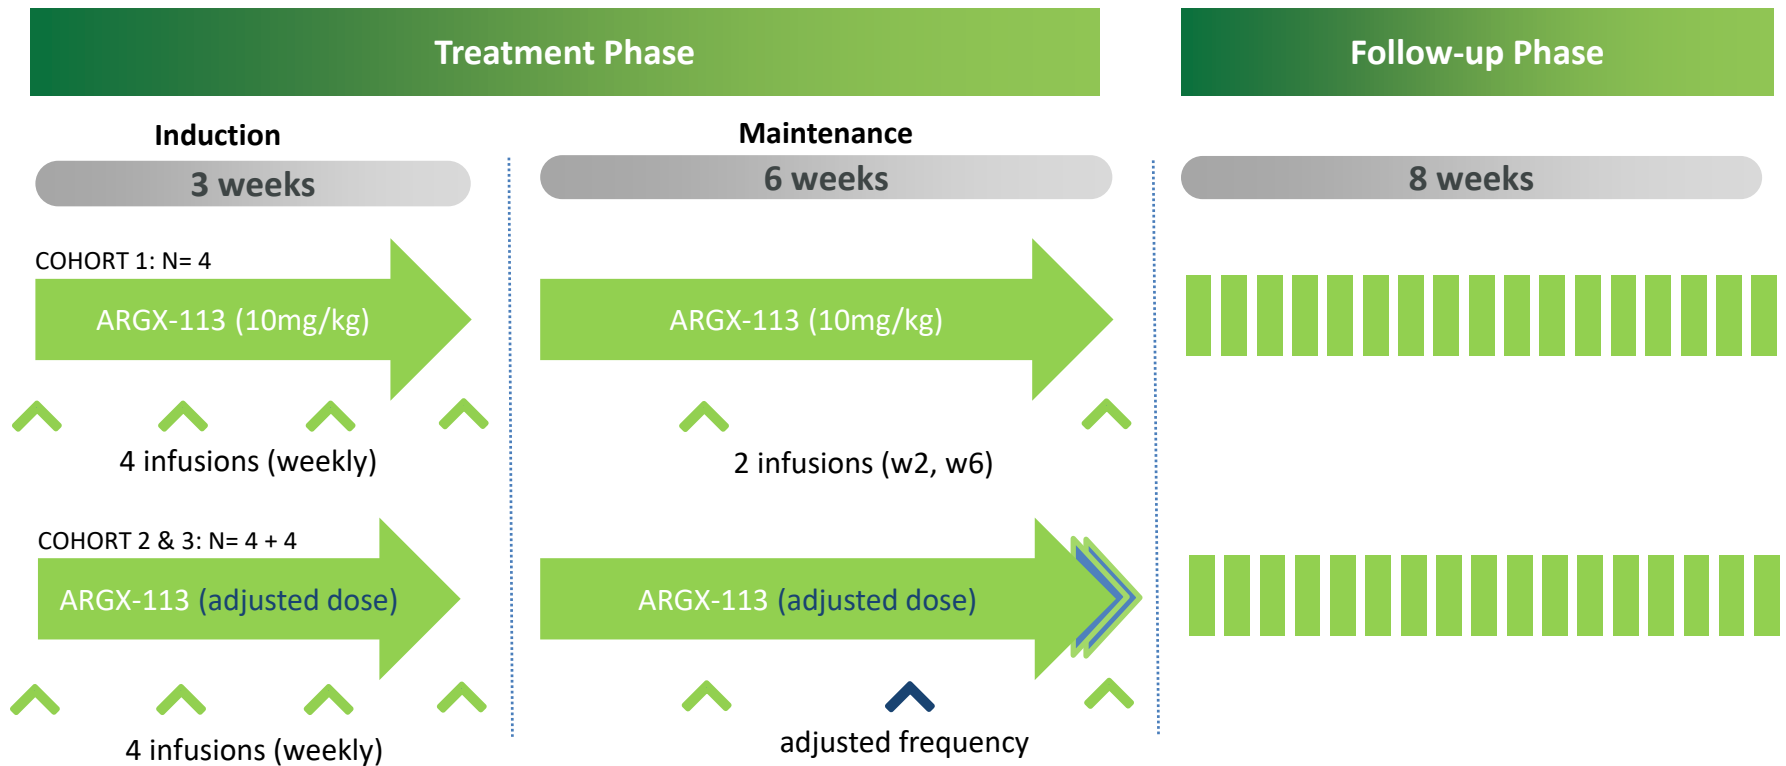 Treatment Phase
Follow-up Phase
Induction
Maintenance
3 weeks
6 weeks
8 weeks
COHORT 1: N= 4
ARGX-113 (10mg/kg)
ARGX-113 (10mg/kg)
4 infusions (weekly)
2 infusions (w2, w6)
COHORT 2 & 3: N= 4 + 4
ARGX-113 (adjusted dose)
ARGX-113 (adjusted dose)
4 infusions (weekly)
adjusted frequency